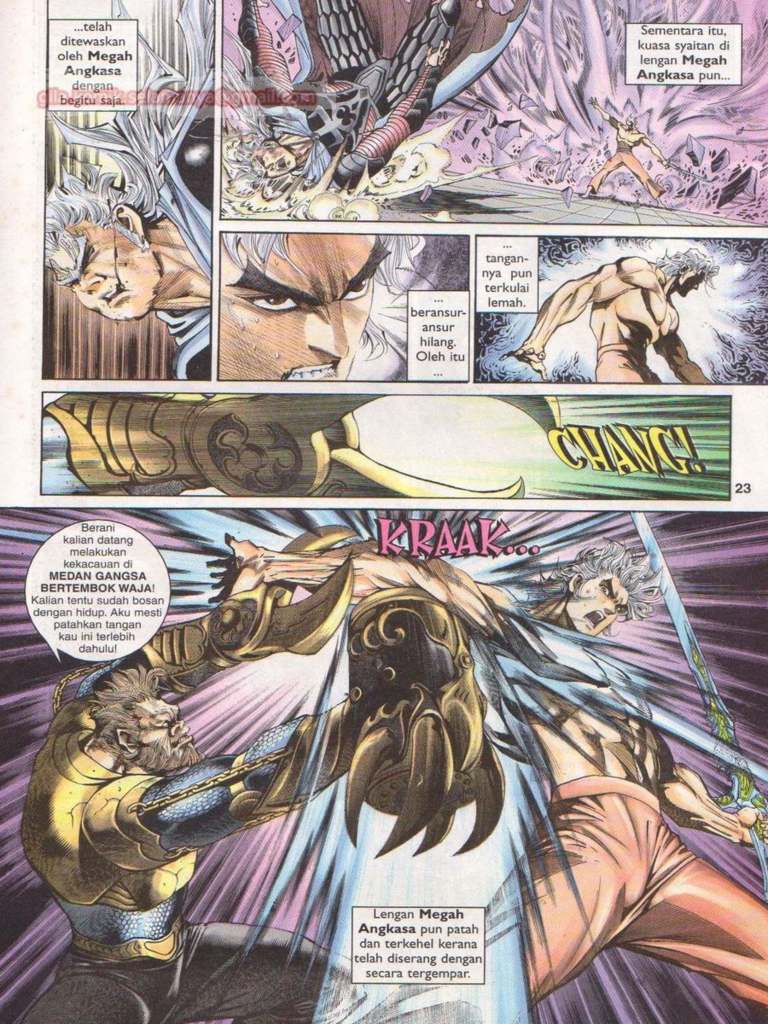 ...telah
ditewaskan
oleh Megah
Angkasa
dengan
begitu saja.
Sementara itu,
kuasa syaitan di
lengan Megah
Angkasa pun...
...
beransur-
ansur
hilang.
Oleh itu
...
...
tangan-
nya pun
terkulai
lemah.
CHANG!
23
KRAAK...
Berani
kalian datang
melakukan
kekacauan di
MEDAN GANGSA
BERTEMBOK WAJA!
Kalian tentu sudah bosan
dengan hidup. Aku mesti
patahkan tangan
kau ini terlebih
dahulu!
Lengan Megah
Angkasa pun patah
dan terkehel kerana
telah diserang dengan
secara tergempar.